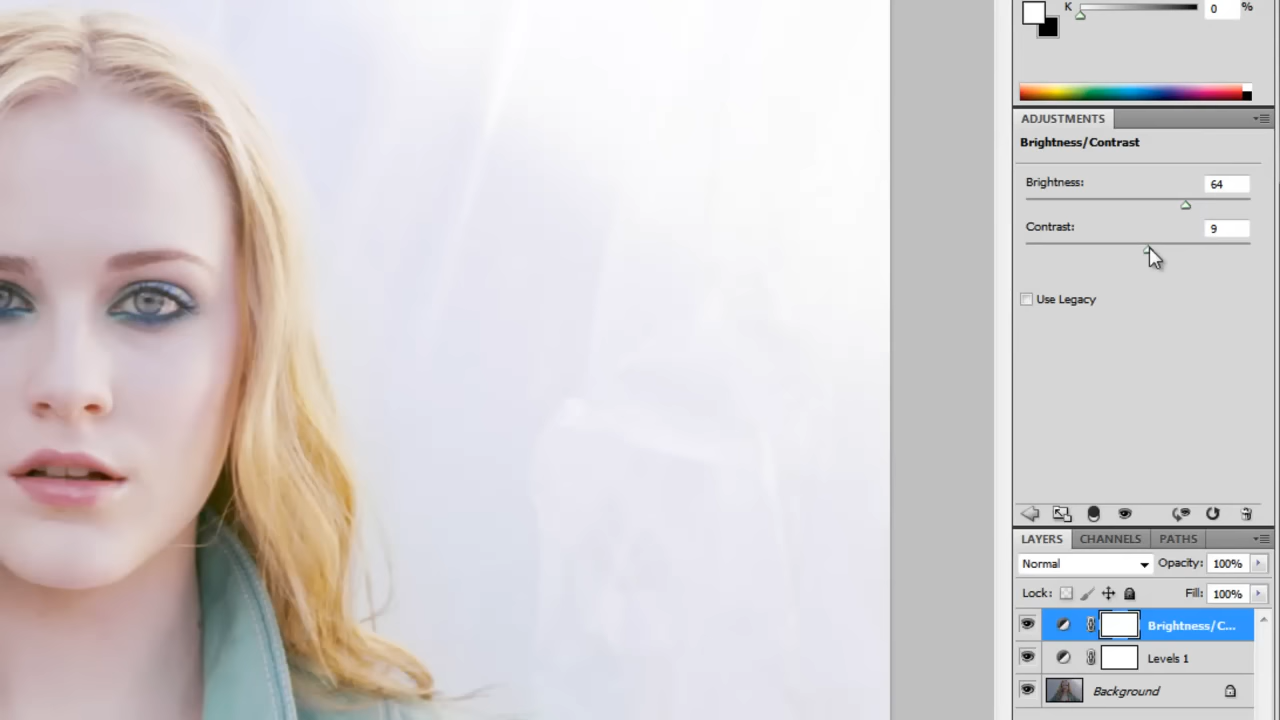 K 0 %
ADJUSTMENTS
Brightness/Contrast
Brightness: 64
Contrast: 9
Use Legacy
LAYERS CHANNELS PATHS
Normal Opacity: 100%
Lock: Fill: 100%
Brightness/C...
Levels 1
Background